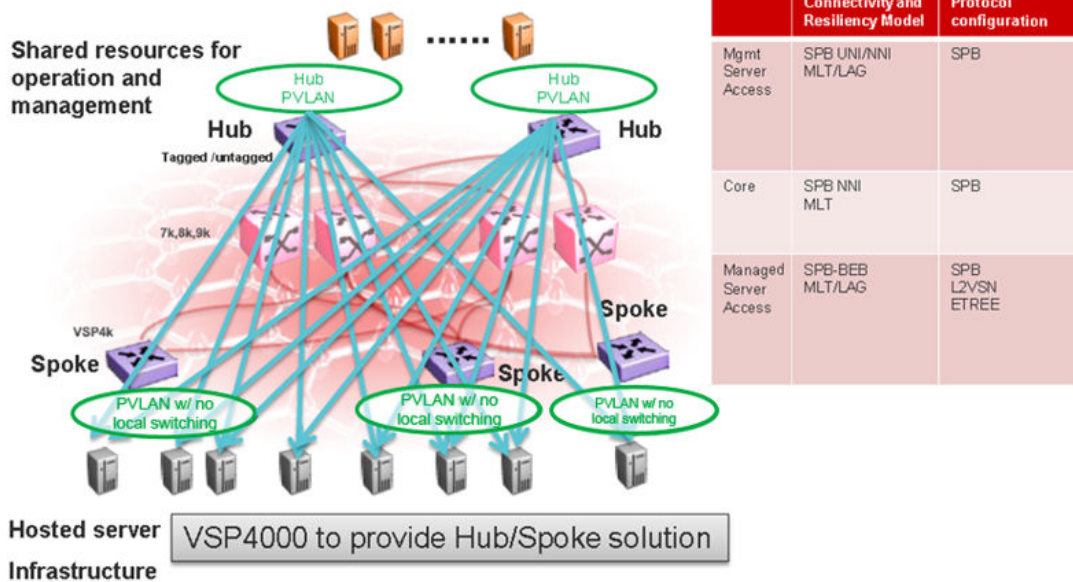 Shared resources for
operation and
management
Hub
PVLAN
Hub
PVLAN
Hub
Hub
Tagged /untagged
7k,8k,9k
VSP4k
Spoke
Spoke
Spoke
PVLAN w/ no
local switching
PVLAN w/ no
local switching
PVLAN w/ no
local switching
Hosted server
Infrastructure
VSP4000 to provide Hub/Spoke solution
Connectivity and
Resiliency Model
Protocol
configuration
Mgmt
Server
Access
SPB UNI/NNI
MLT/LAG
SPB
Core
SPB NNI
MLT
SPB
Managed
Server
Access
SPB-BEB
MLT/LAG
SPB
L2VSN
ETREE